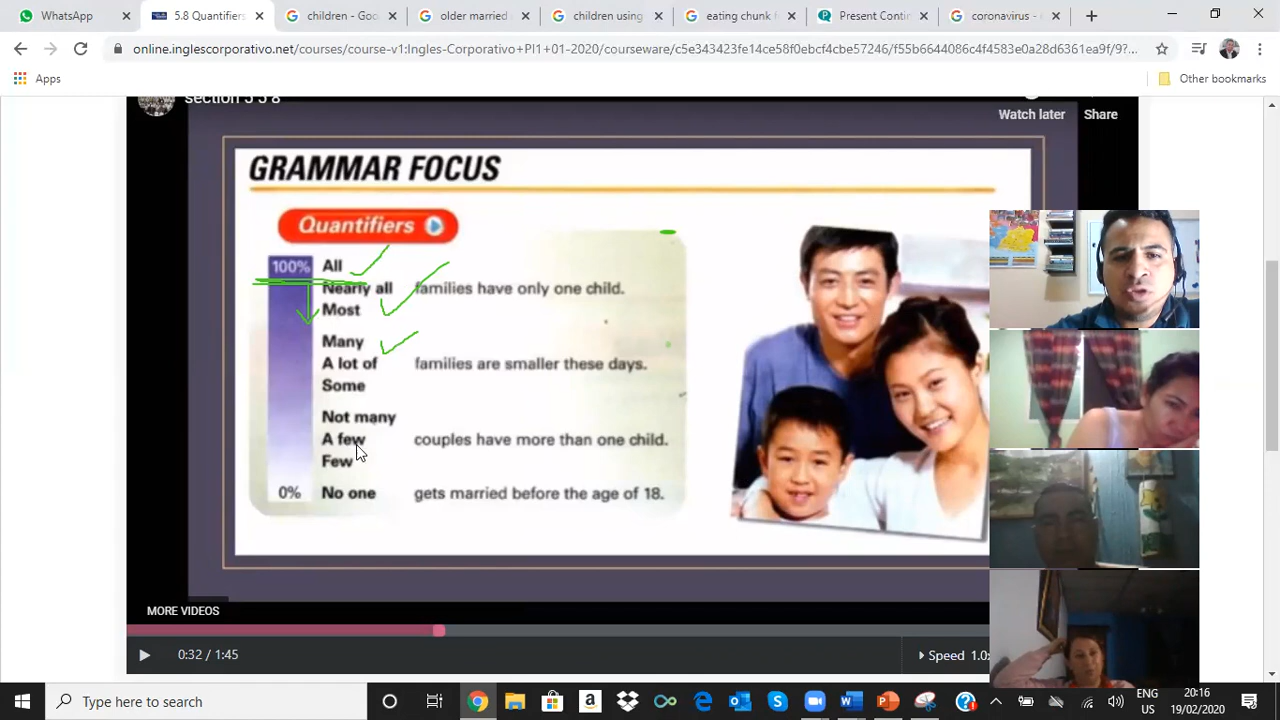 WhatsApp
5.8 Quantifiers
children - Goo
older married
children using
eating chunk f
Present Contin
coronavirus -
online.inglescorporativo.net/courses/course-v1:Ingles-Corporativo+PI1+01-2020/courseware/c5e343423fe14ce58f0ebcf4cbe57246/f55b6644086c4f4583e0a28d6361ea9f/9?...
Apps
Other bookmarks
section 5 5 8
Watch later
Share
GRAMMAR FOCUS
Quantifiers
100% All
Nearly all families have only one child.
Most
Many
A lot of families are smaller these days.
Some
Not many
A few couples have more than one child.
Few
0% No one gets married before the age of 18.
MORE VIDEOS
0:32 / 1:45
Speed 1.0x
Type here to search
ENG
US
20:16
19/02/2020